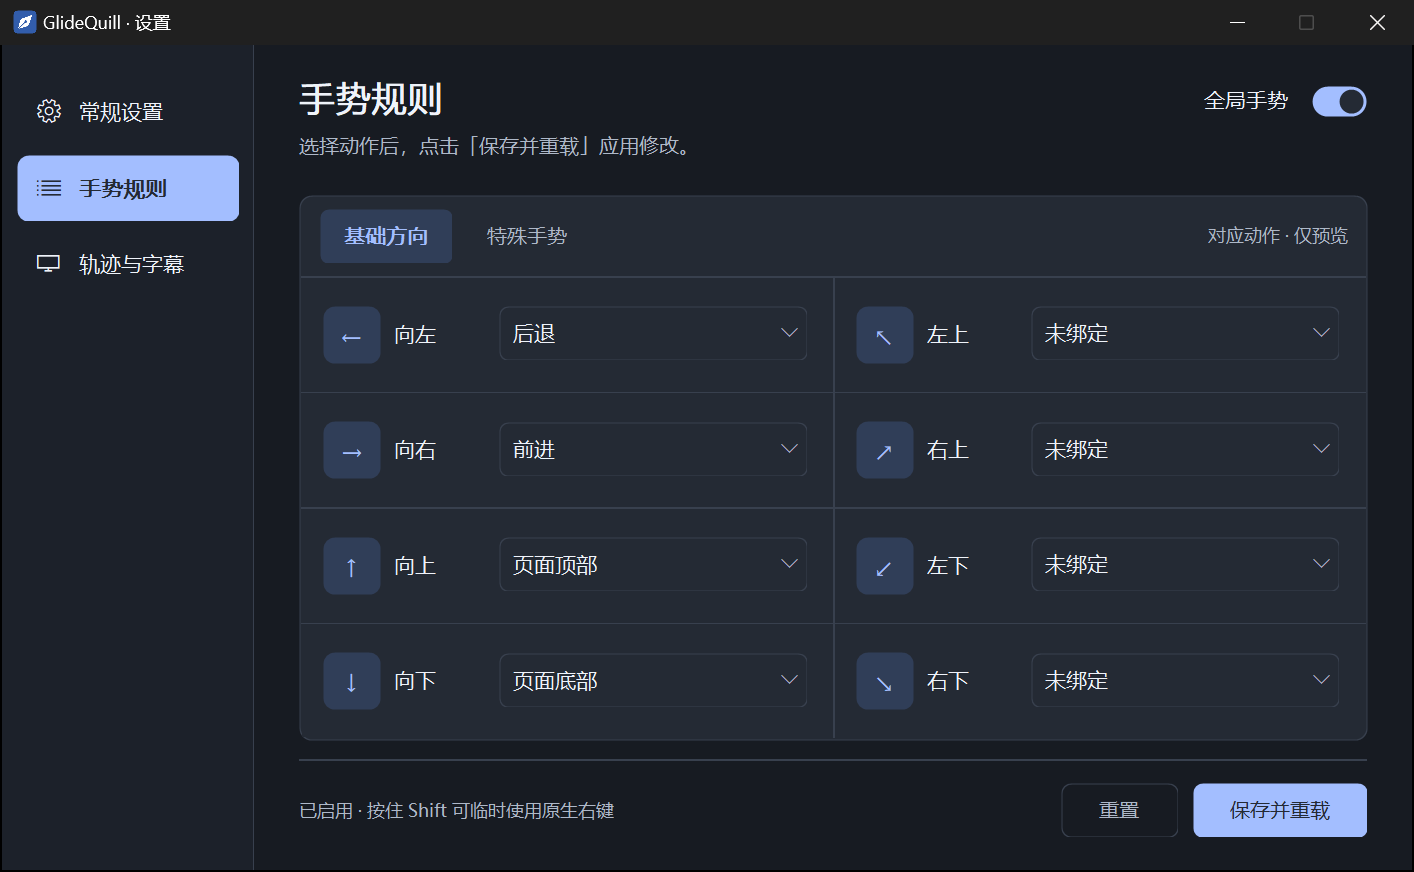 GlideQuill · 设置
常规设置
手势规则
轨迹与字幕
手势规则
全局手势
选择动作后，点击「保存并重载」应用修改。
基础方向
特殊手势
对应动作 · 仅预览
← 向左 后退
↖ 左上 未绑定
→ 向右 前进
↗ 右上 未绑定
↑ 向上 页面顶部
↙ 左下 未绑定
↓ 向下 页面底部
↘ 右下 未绑定
已启用 · 按住 Shift 可临时使用原生右键
重置
保存并重载